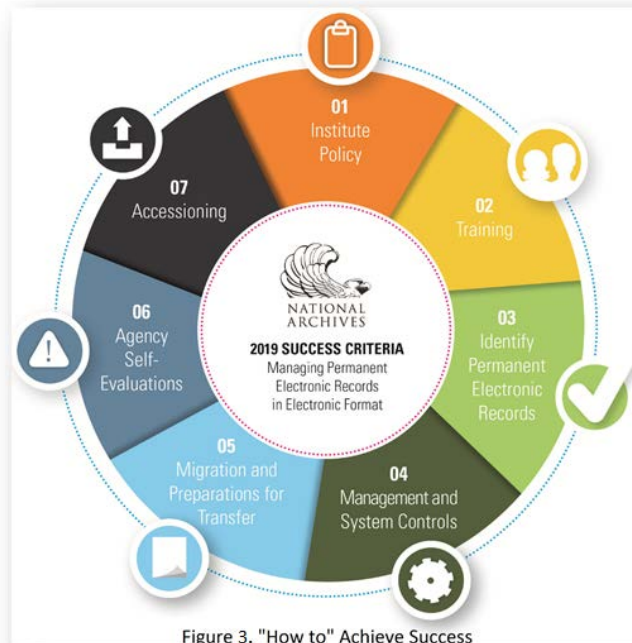 01
Institute
Policy
02
Training
03
Identify
Permanent
Electronic
Records
04
Management and
System Controls
05
Migration and
Preparations for
Transfer
06
Agency
Self-
Evaluations
07
Accessioning
NATIONAL
ARCHIVES
2019 SUCCESS CRITERIA
Managing Permanent
Electronic Records
in Electronic Format
Figure 3. "How to" Achieve Success